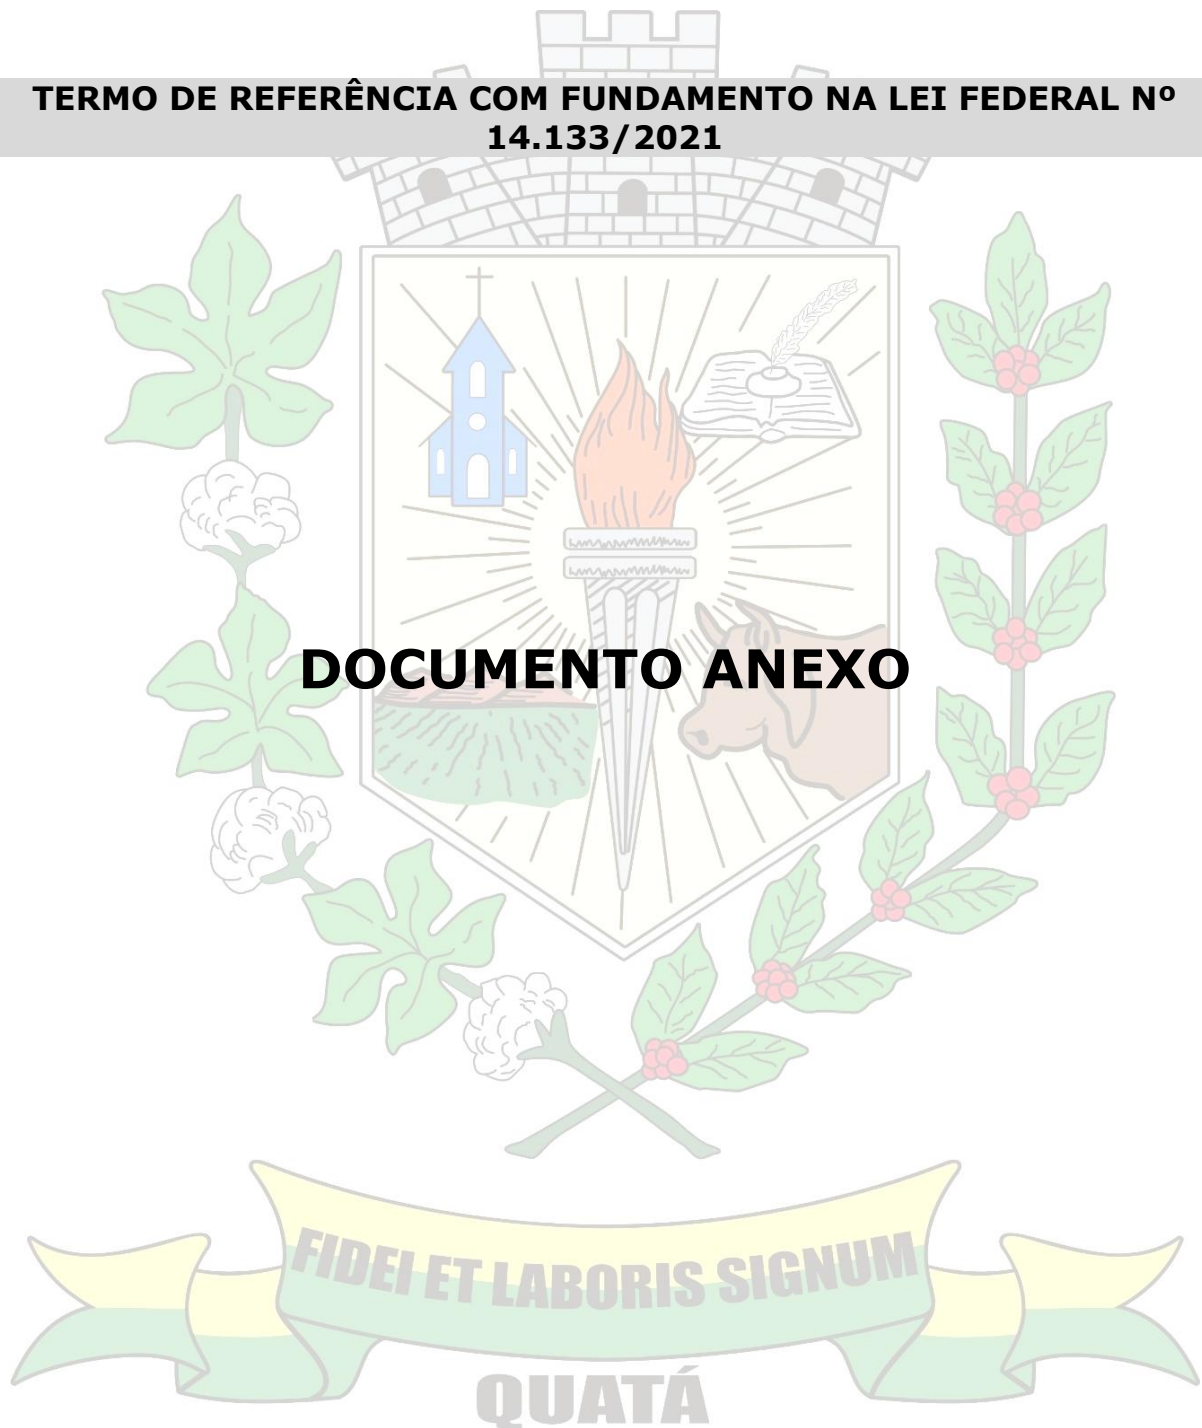 TERMO DE REFERÊNCIA COM FUNDAMENTO NA LEI FEDERAL Nº
14.133/2021
DOCUMENTO ANEXO
FIDEI ET LABORIS SIGNUM
QUATÁ